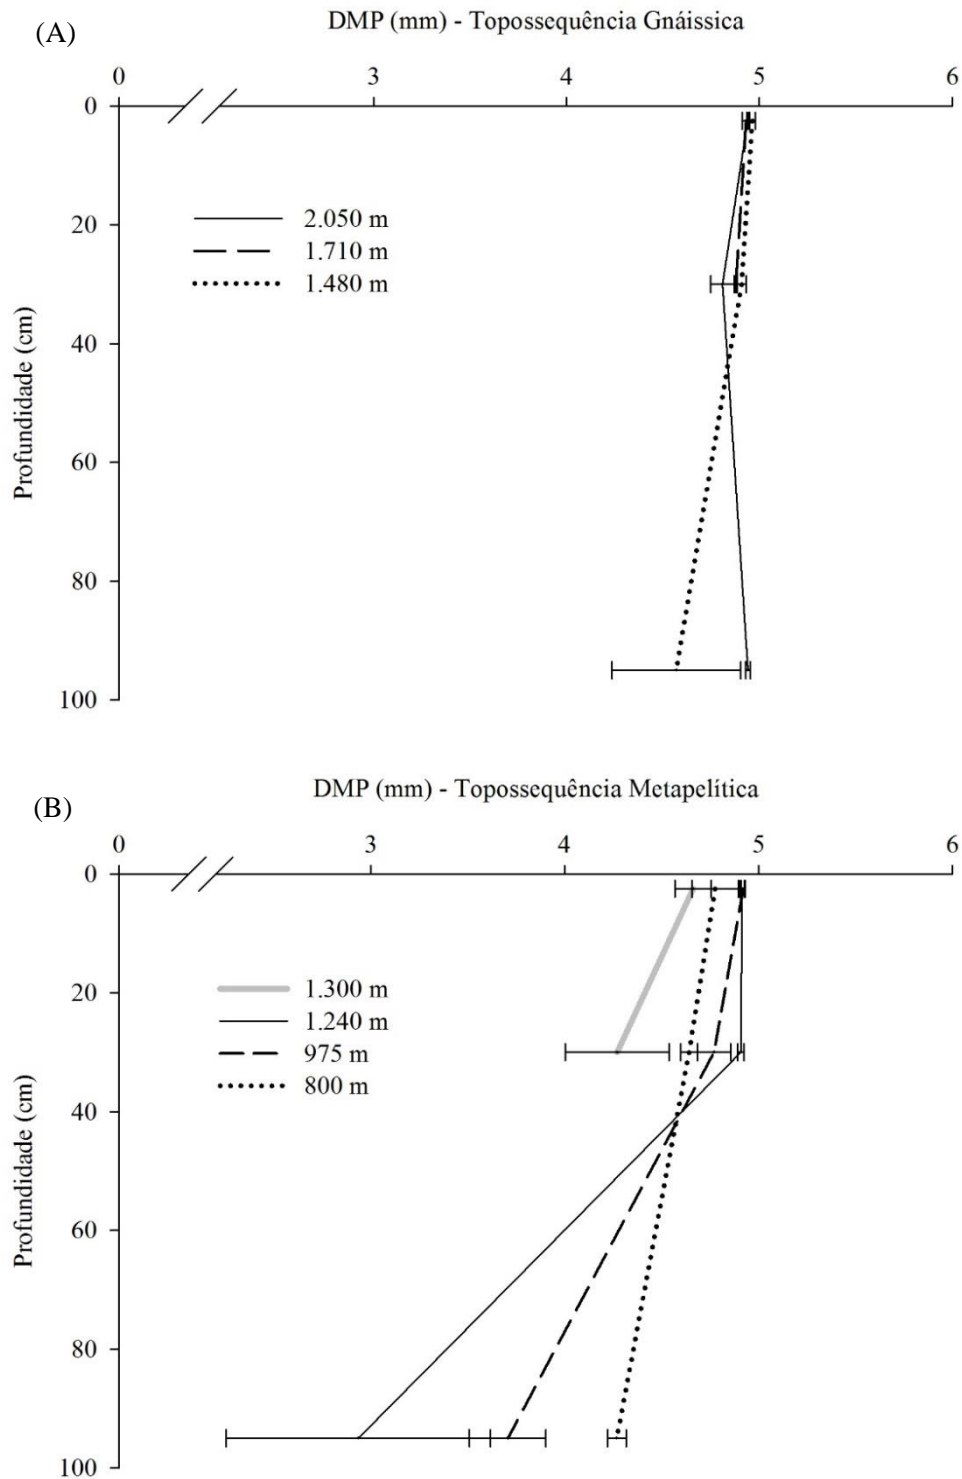 (A)
DMP (mm) - Topossequência Gnáissica
0 3 4 5 6
0
20
40
60
80
100
Profundidade (cm)
2.050 m
1.710 m
1.480 m
(B)
DMP (mm) - Topossequência Metapelítica
0 3 4 5 6
0
20
40
60
80
100
Profundidade (cm)
1.300 m
1.240 m
975 m
800 m